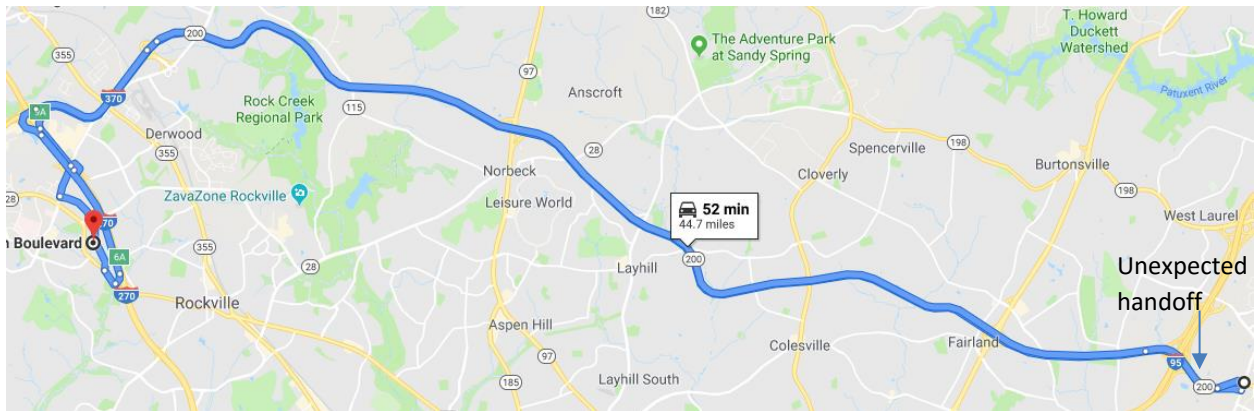 182
T. Howard
Duckett
Watershed
355
200
The Adventure Park
at Sandy Spring
97
Patuxent River
370
9A
Rock Creek
Regional Park
115
Anscroft
Derwood
28
198
Spencerville
Burtonsville
355
Norbeck
Cloverly
198
28
ZavaZone Rockville
Leisure World
52 min
44.7 miles
West Laurel
70
n Boulevard
355
6A
28
200
Layhill
Unexpected
handoff
270
Rockville
Aspen Hill
Colesville
Fairland
97
95
185
Layhill South
200